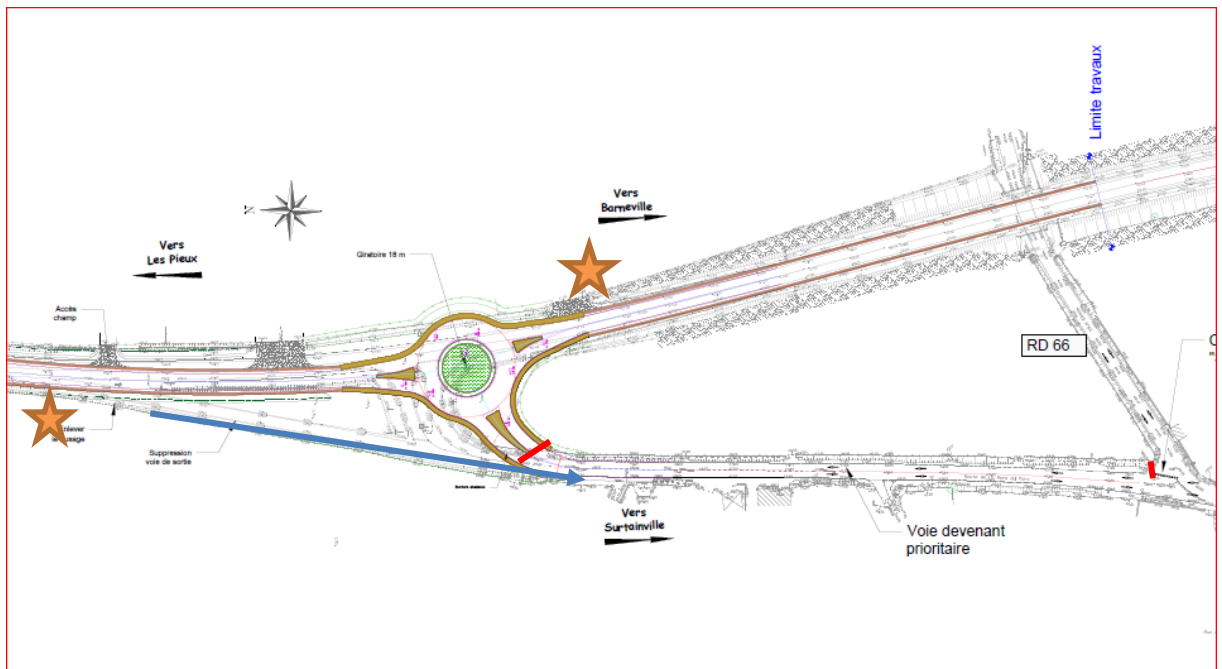 Limite travaux
Vers
Barneville
N
Vers
Les Pieux
Giratoire 18 m
Accès
champ
RD 66
C
Enlever
Suppression
voie de sortie
Vers
Surtainville
Voie devenant
prioritaire